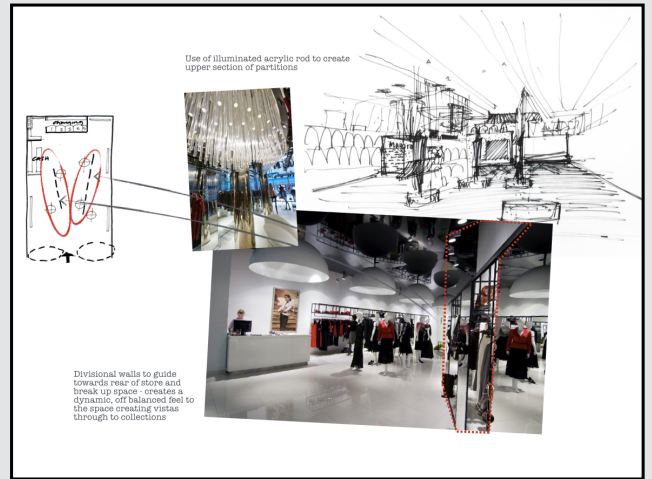 Use of illuminated acrylic rod to create
upper section of partitions
CASH
Divisional walls to guide
towards rear of store and
break up space - creates a
dynamic, off balanced feel to
the space creating vistas
through to collections